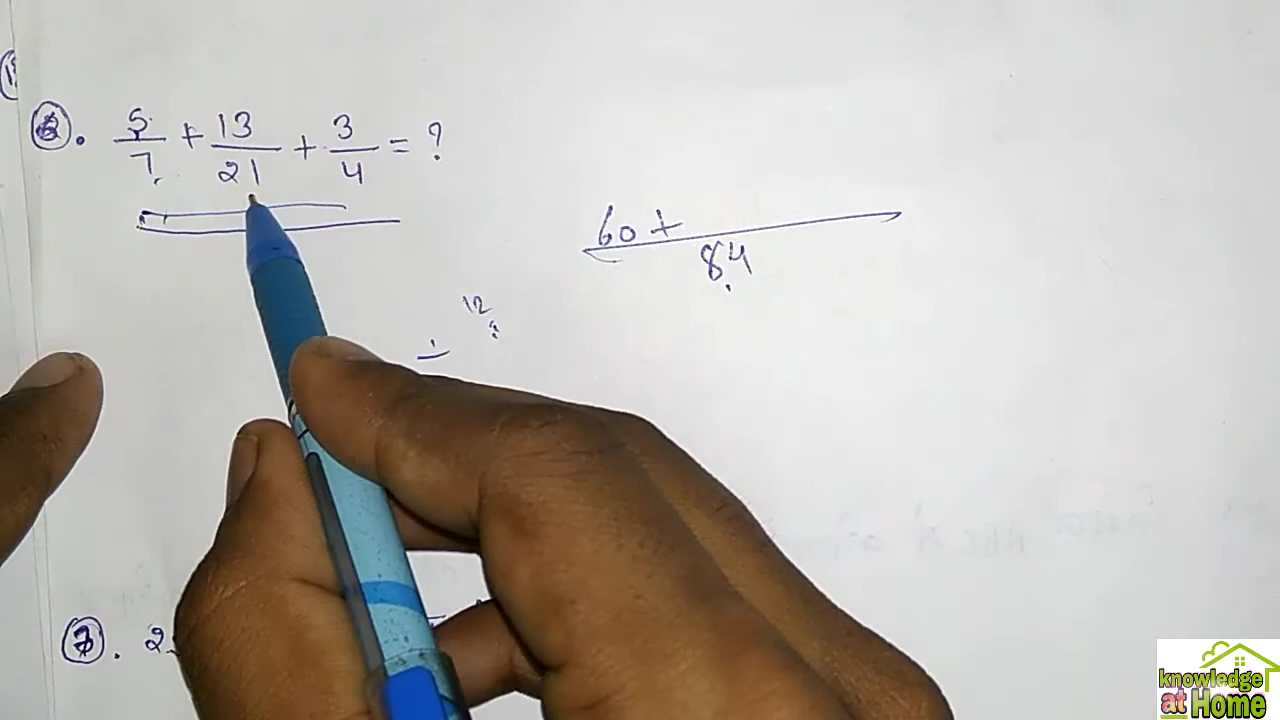 6. 5/7 + 13/21 + 3/4 = ?
60 +
84
12
7. 2
knowledge
at Home